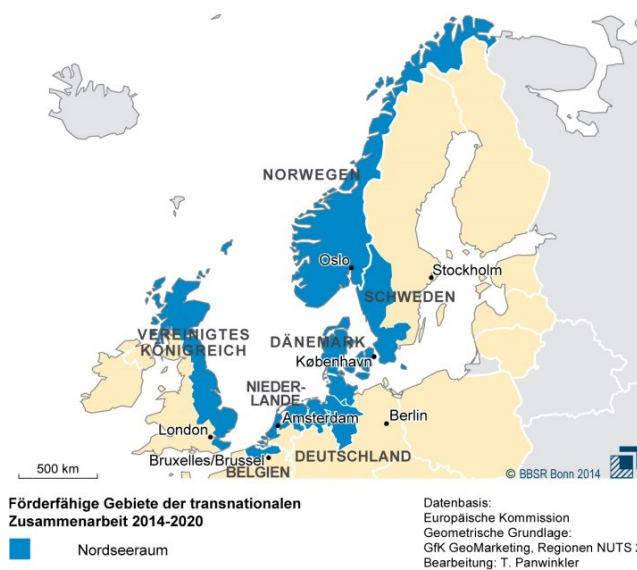 NORWEGEN
Oslo
Stockholm
SCHWEDEN
VEREINIGTES
KÖNIGREICH
DÄNEMARK
København
NIEDER-
LANDE
Amsterdam
Berlin
London
Bruxelles/Brussel
DEUTSCHLAND
BELGIEN
500 km
© BBSR Bonn 2014
Förderfähige Gebiete der transnationalen
Zusammenarbeit 2014-2020
Nordseeraum
Datenbasis:
Europäische Kommission
Geometrische Grundlage:
GfK GeoMarketing, Regionen NUTS 2
Bearbeitung: T. Panwinkler